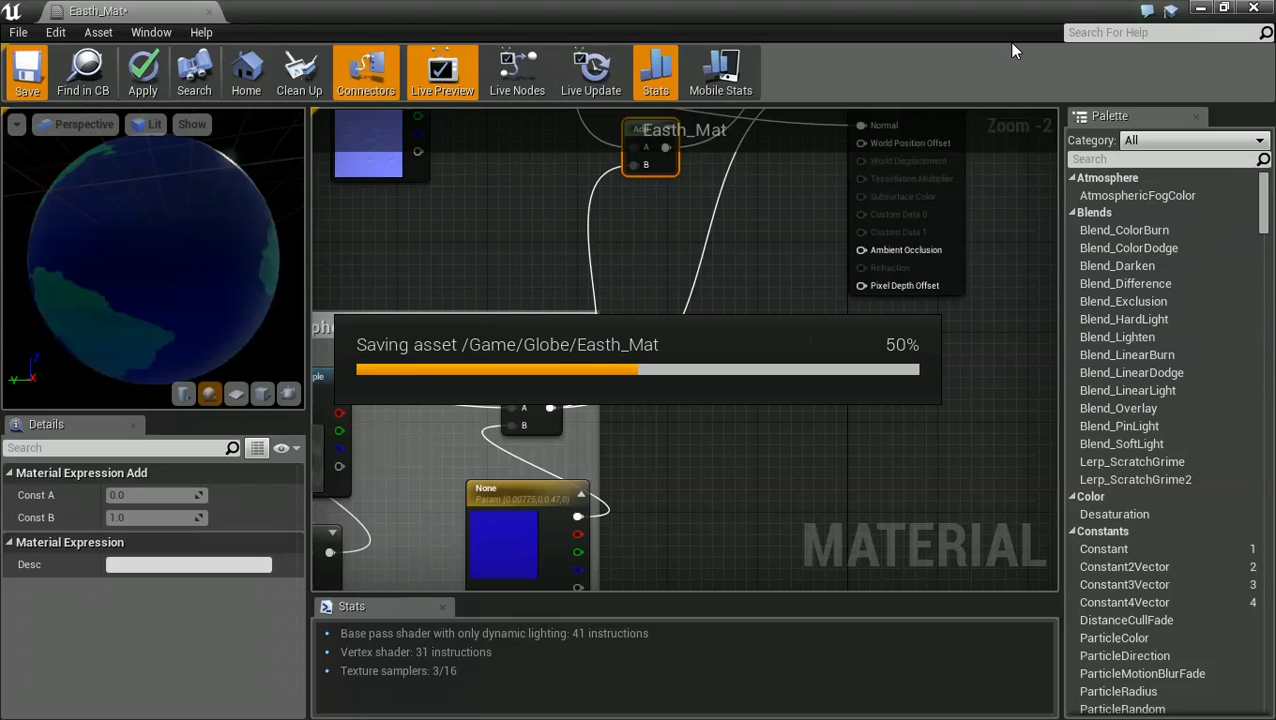 Easth_Mat*
File Edit Asset Window Help
Search For Help
Save Find in CB Apply Search Home Clean Up Connectors Live Preview Live Nodes Live Update Stats Mobile Stats
Perspective Lit Show
Easth_Mat
Zoom -2
A
B
Normal
World Position Offset
World Displacement
Tessellation Multiplier
Subsurface Color
Custom Data 0
Custom Data 1
Ambient Occlusion
Refraction
Pixel Depth Offset
Saving asset /Game/Globe/Easth_Mat 50%
A
B
None
Param (0.00775,0,0.47,0)
MATERIAL
Details
Search
Material Expression Add
Const A 0.0
Const B 1.0
Material Expression
Desc
Stats
Base pass shader with only dynamic lighting: 41 instructions
Vertex shader: 31 instructions
Texture samplers: 3/16
Palette
Category: All
Search
Atmosphere
AtmosphericFogColor
Blends
Blend_ColorBurn
Blend_ColorDodge
Blend_Darken
Blend_Difference
Blend_Exclusion
Blend_HardLight
Blend_Lighten
Blend_LinearBurn
Blend_LinearDodge
Blend_LinearLight
Blend_Overlay
Blend_PinLight
Blend_SoftLight
Lerp_ScratchGrime
Lerp_ScratchGrime2
Color
Desaturation
Constants
Constant 1
Constant2Vector 2
Constant3Vector 3
Constant4Vector 4
DistanceCullFade
ParticleColor
ParticleDirection
ParticleMotionBlurFade
ParticleRadius
ParticleRandom